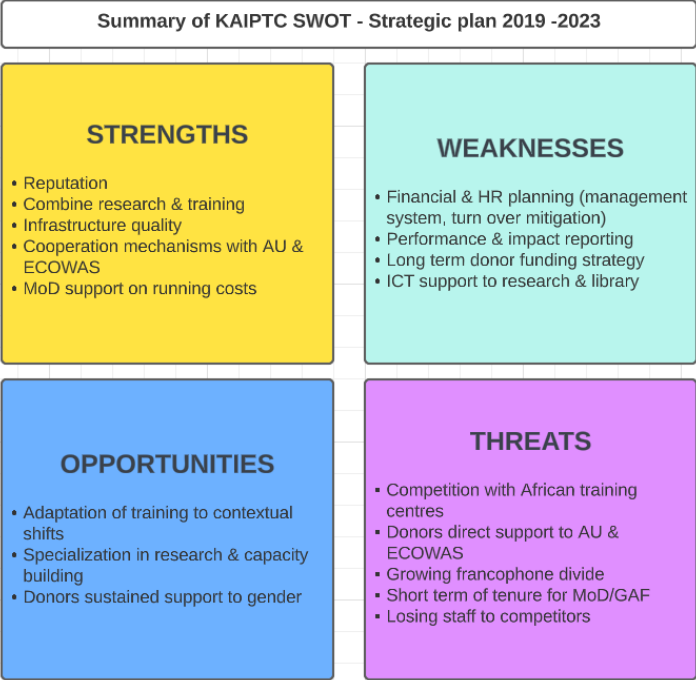 Summary of KAIPTC SWOT - Strategic plan 2019 -2023
STRENGTHS
• Reputation
• Combine research & training
• Infrastructure quality
• Cooperation mechanisms with AU &
ECOWAS
• MoD support on running costs
WEAKNESSES
• Financial & HR planning (management
system, turn over mitigation)
• Performance & impact reporting
• Long term donor funding strategy
• ICT support to research & library
OPPORTUNITIES
• Adaptation of training to contextual
shifts
• Specialization in research & capacity
building
• Donors sustained support to gender
THREATS
▪ Competition with African training
centres
▪ Donors direct support to AU &
ECOWAS
▪ Growing francophone divide
▪ Short term of tenure for MoD/GAF
▪ Losing staff to competitors